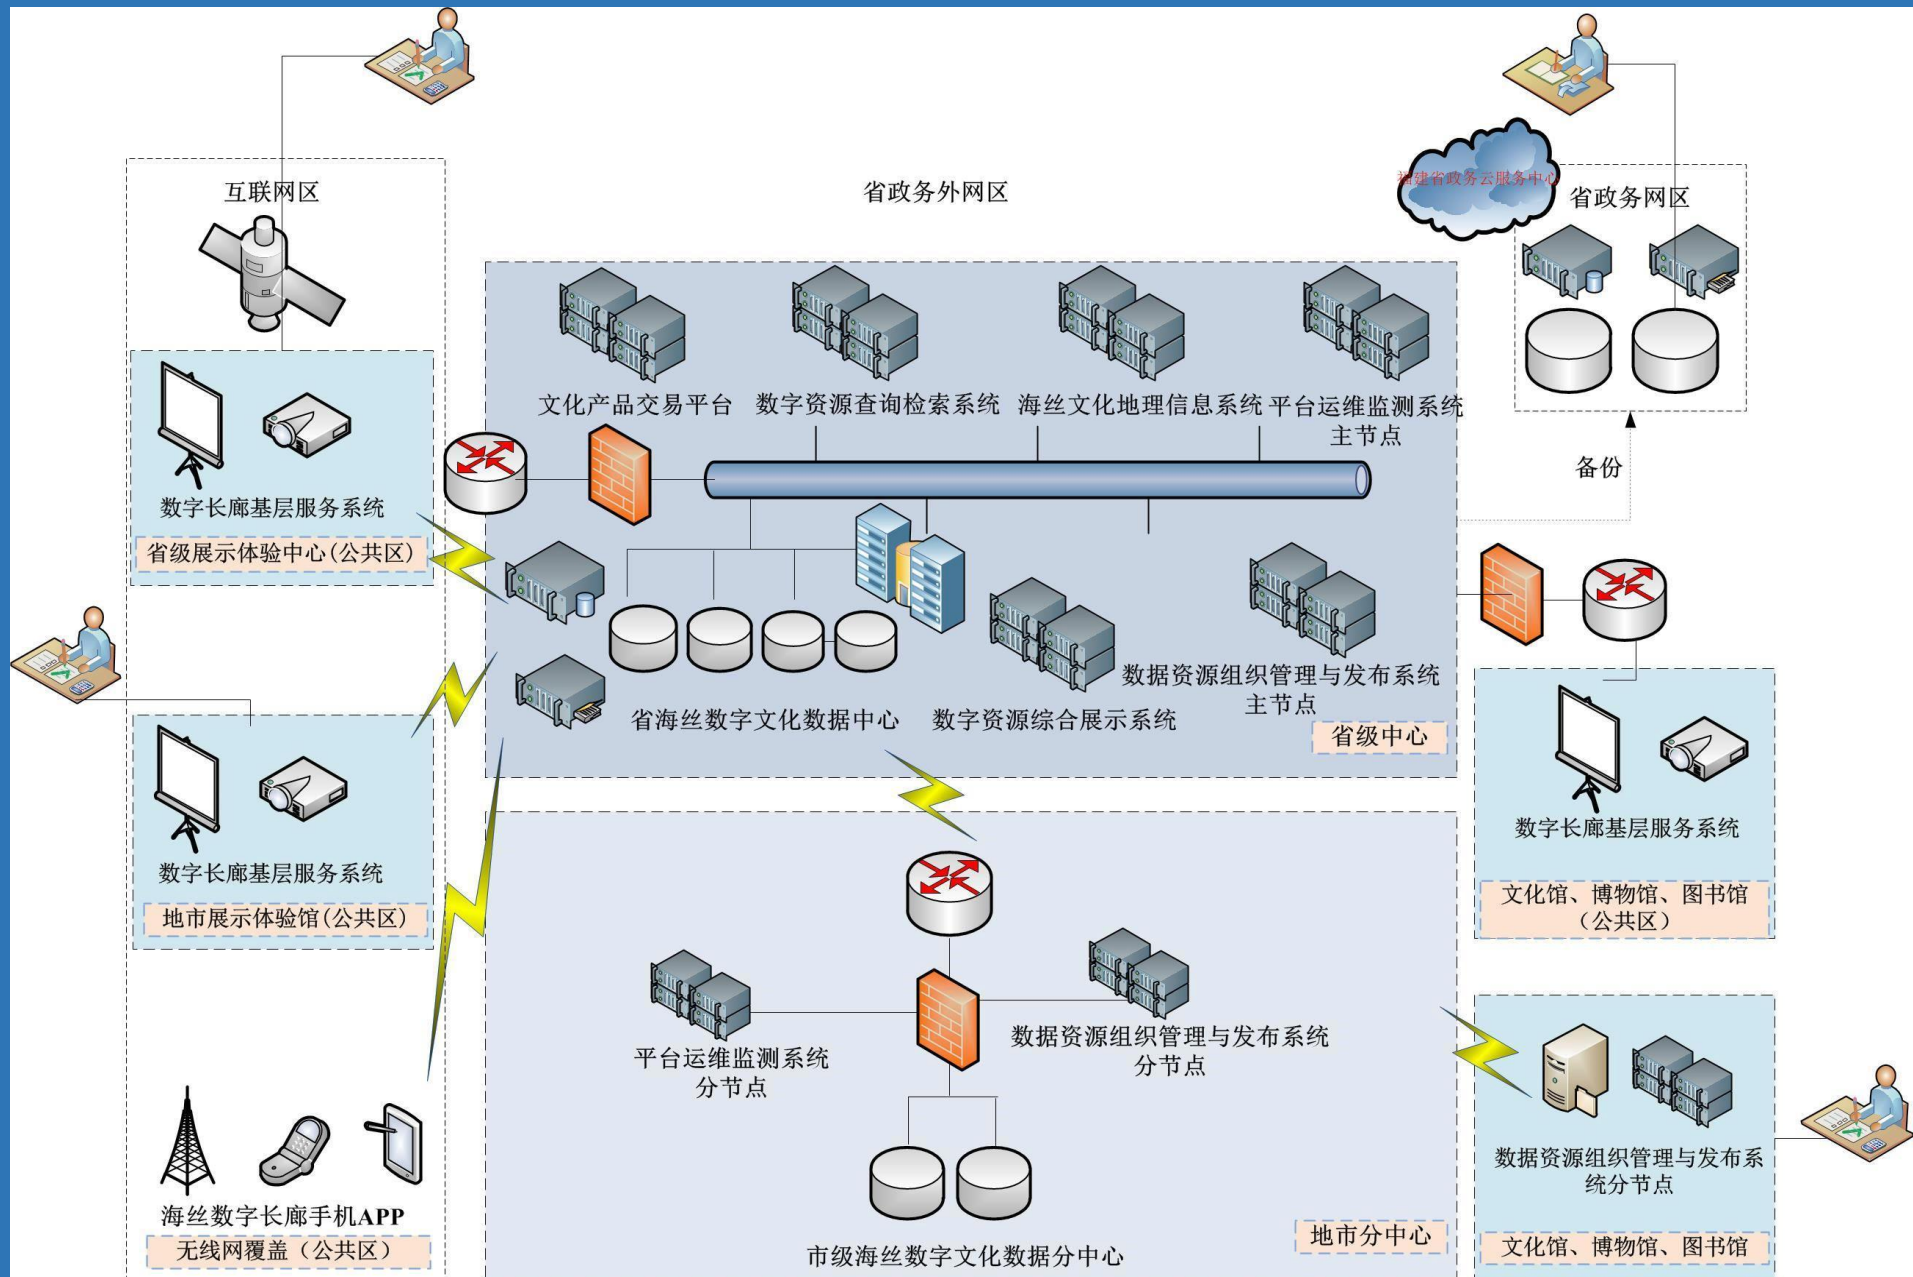 互联网区
省政务外网区
福建省政务云服务中心
省政务网区
文化产品交易平台
数字资源查询检索系统
海丝文化地理信息系统
平台运维监测系统
主节点
备份
数字长廊基层服务系统
省级展示体验中心(公共区)
省海丝数字文化数据中心
数字资源综合展示系统
数据资源组织管理与发布系统
主节点
省级中心
数字长廊基层服务系统
地市展示体验馆(公共区)
数字长廊基层服务系统
文化馆、博物馆、图书馆
（公共区）
平台运维监测系统
分节点
数据资源组织管理与发布系统
分节点
市级海丝数字文化数据分中心
地市分中心
海丝数字长廊手机APP
无线网覆盖（公共区）
数据资源组织管理与发布系
统分节点
文化馆、博物馆、图书馆